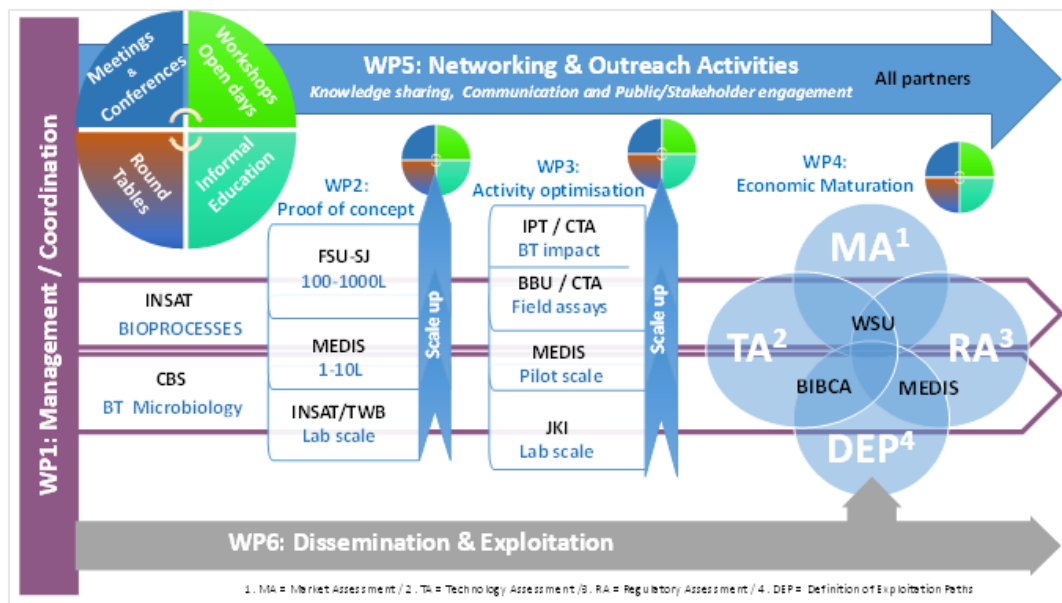 WP1: Management / Coordination
Meetings
&
Conferences
Workshops
Open days
Round
Tables
Informal
Education
WP5: Networking & Outreach Activities
Knowledge sharing, Communication and Public/Stakeholder engagement
All partners
WP2:
Proof of concept
WP3:
Activity optimisation
WP4:
Economic Maturation
INSAT
BIOPROCESSES
CBS
BT Microbiology
FSU-SJ
100-1000L
MEDIS
1-10L
INSAT/TWB
Lab scale
Scale up
IPT / CTA
BT impact
BBU / CTA
Field assays
MEDIS
Pilot scale
JKI
Lab scale
Scale up
MA1
TA2
RA3
DEP4
WSU
BIBCA
MEDIS
WP6: Dissemination & Exploitation
1. MA = Market Assessment / 2. TA = Technology Assessment /3. RA = Regulatory Assessment / 4. DEP = Definition of Exploitation Paths